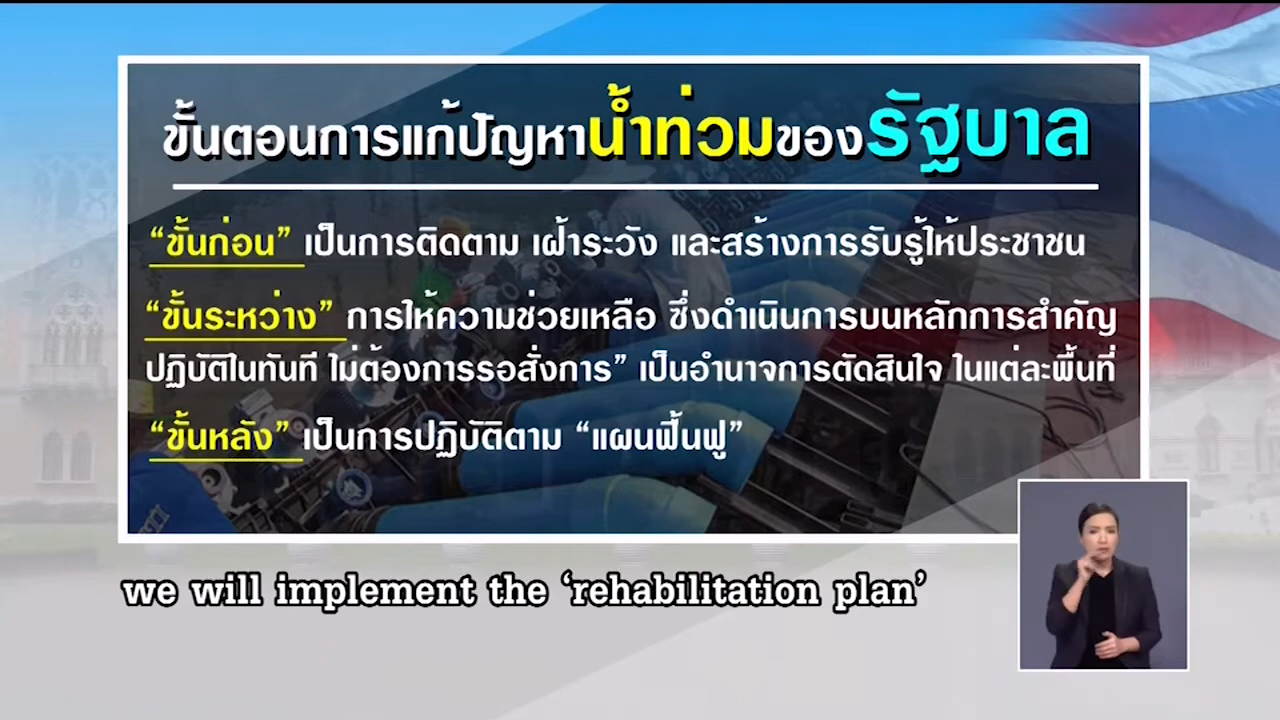 ขั้นตอนการแก้ปัญหาน้ำท่วมของรัฐบาล
“ขั้นก่อน” เป็นการติดตาม เฝ้าระวัง และสร้างการรับรู้ให้ประชาชน
“ขั้นระหว่าง” การให้ความช่วยเหลือ ซึ่งดำเนินการบนหลักการสำคัญ
ปฏิบัติในทันที ไม่ต้องการรอสั่งการ” เป็นอำนาจการตัดสินใจ ในแต่ละพื้นที่
“ขั้นหลัง” เป็นการปฏิบัติตาม “แผนฟื้นฟู”
we will implement the ‘rehabilitation plan’